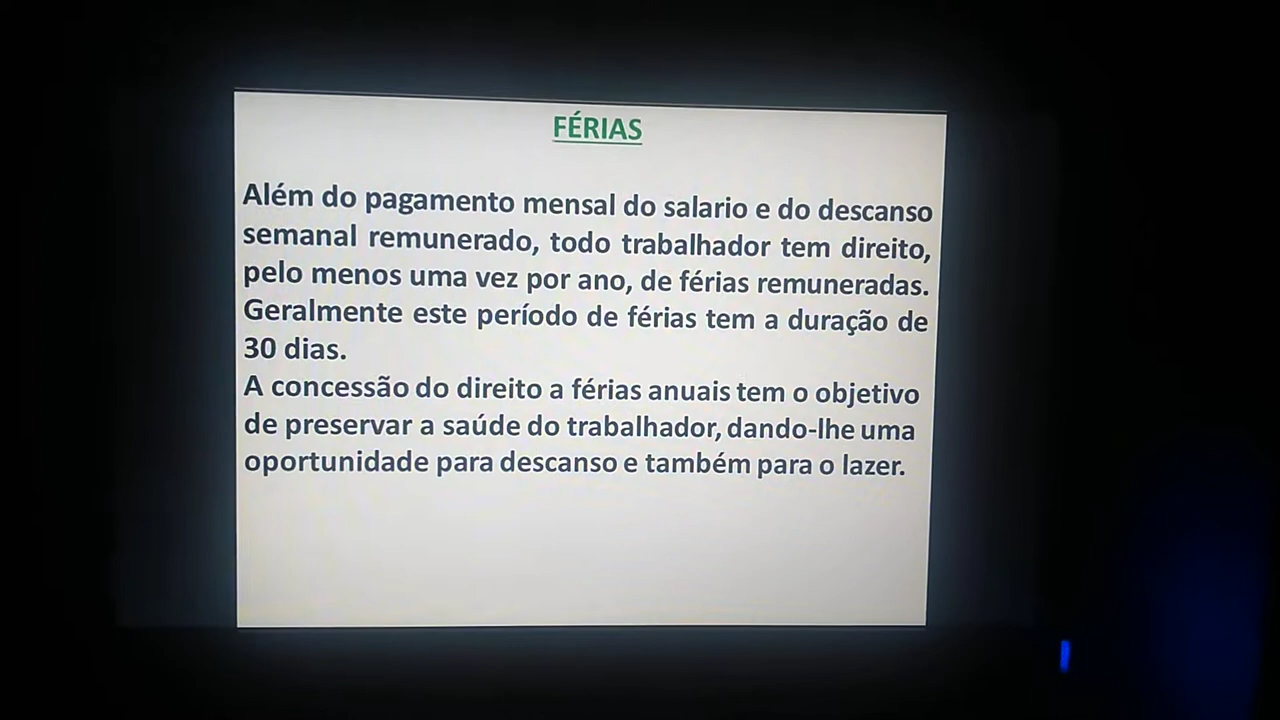 FÉRIAS
Além do pagamento mensal do salario e do descanso
semanal remunerado, todo trabalhador tem direito,
pelo menos uma vez por ano, de férias remuneradas.
Geralmente este período de férias tem a duração de
30 dias.
A concessão do direito a férias anuais tem o objetivo
de preservar a saúde do trabalhador, dando-lhe uma
oportunidade para descanso e também para o lazer.